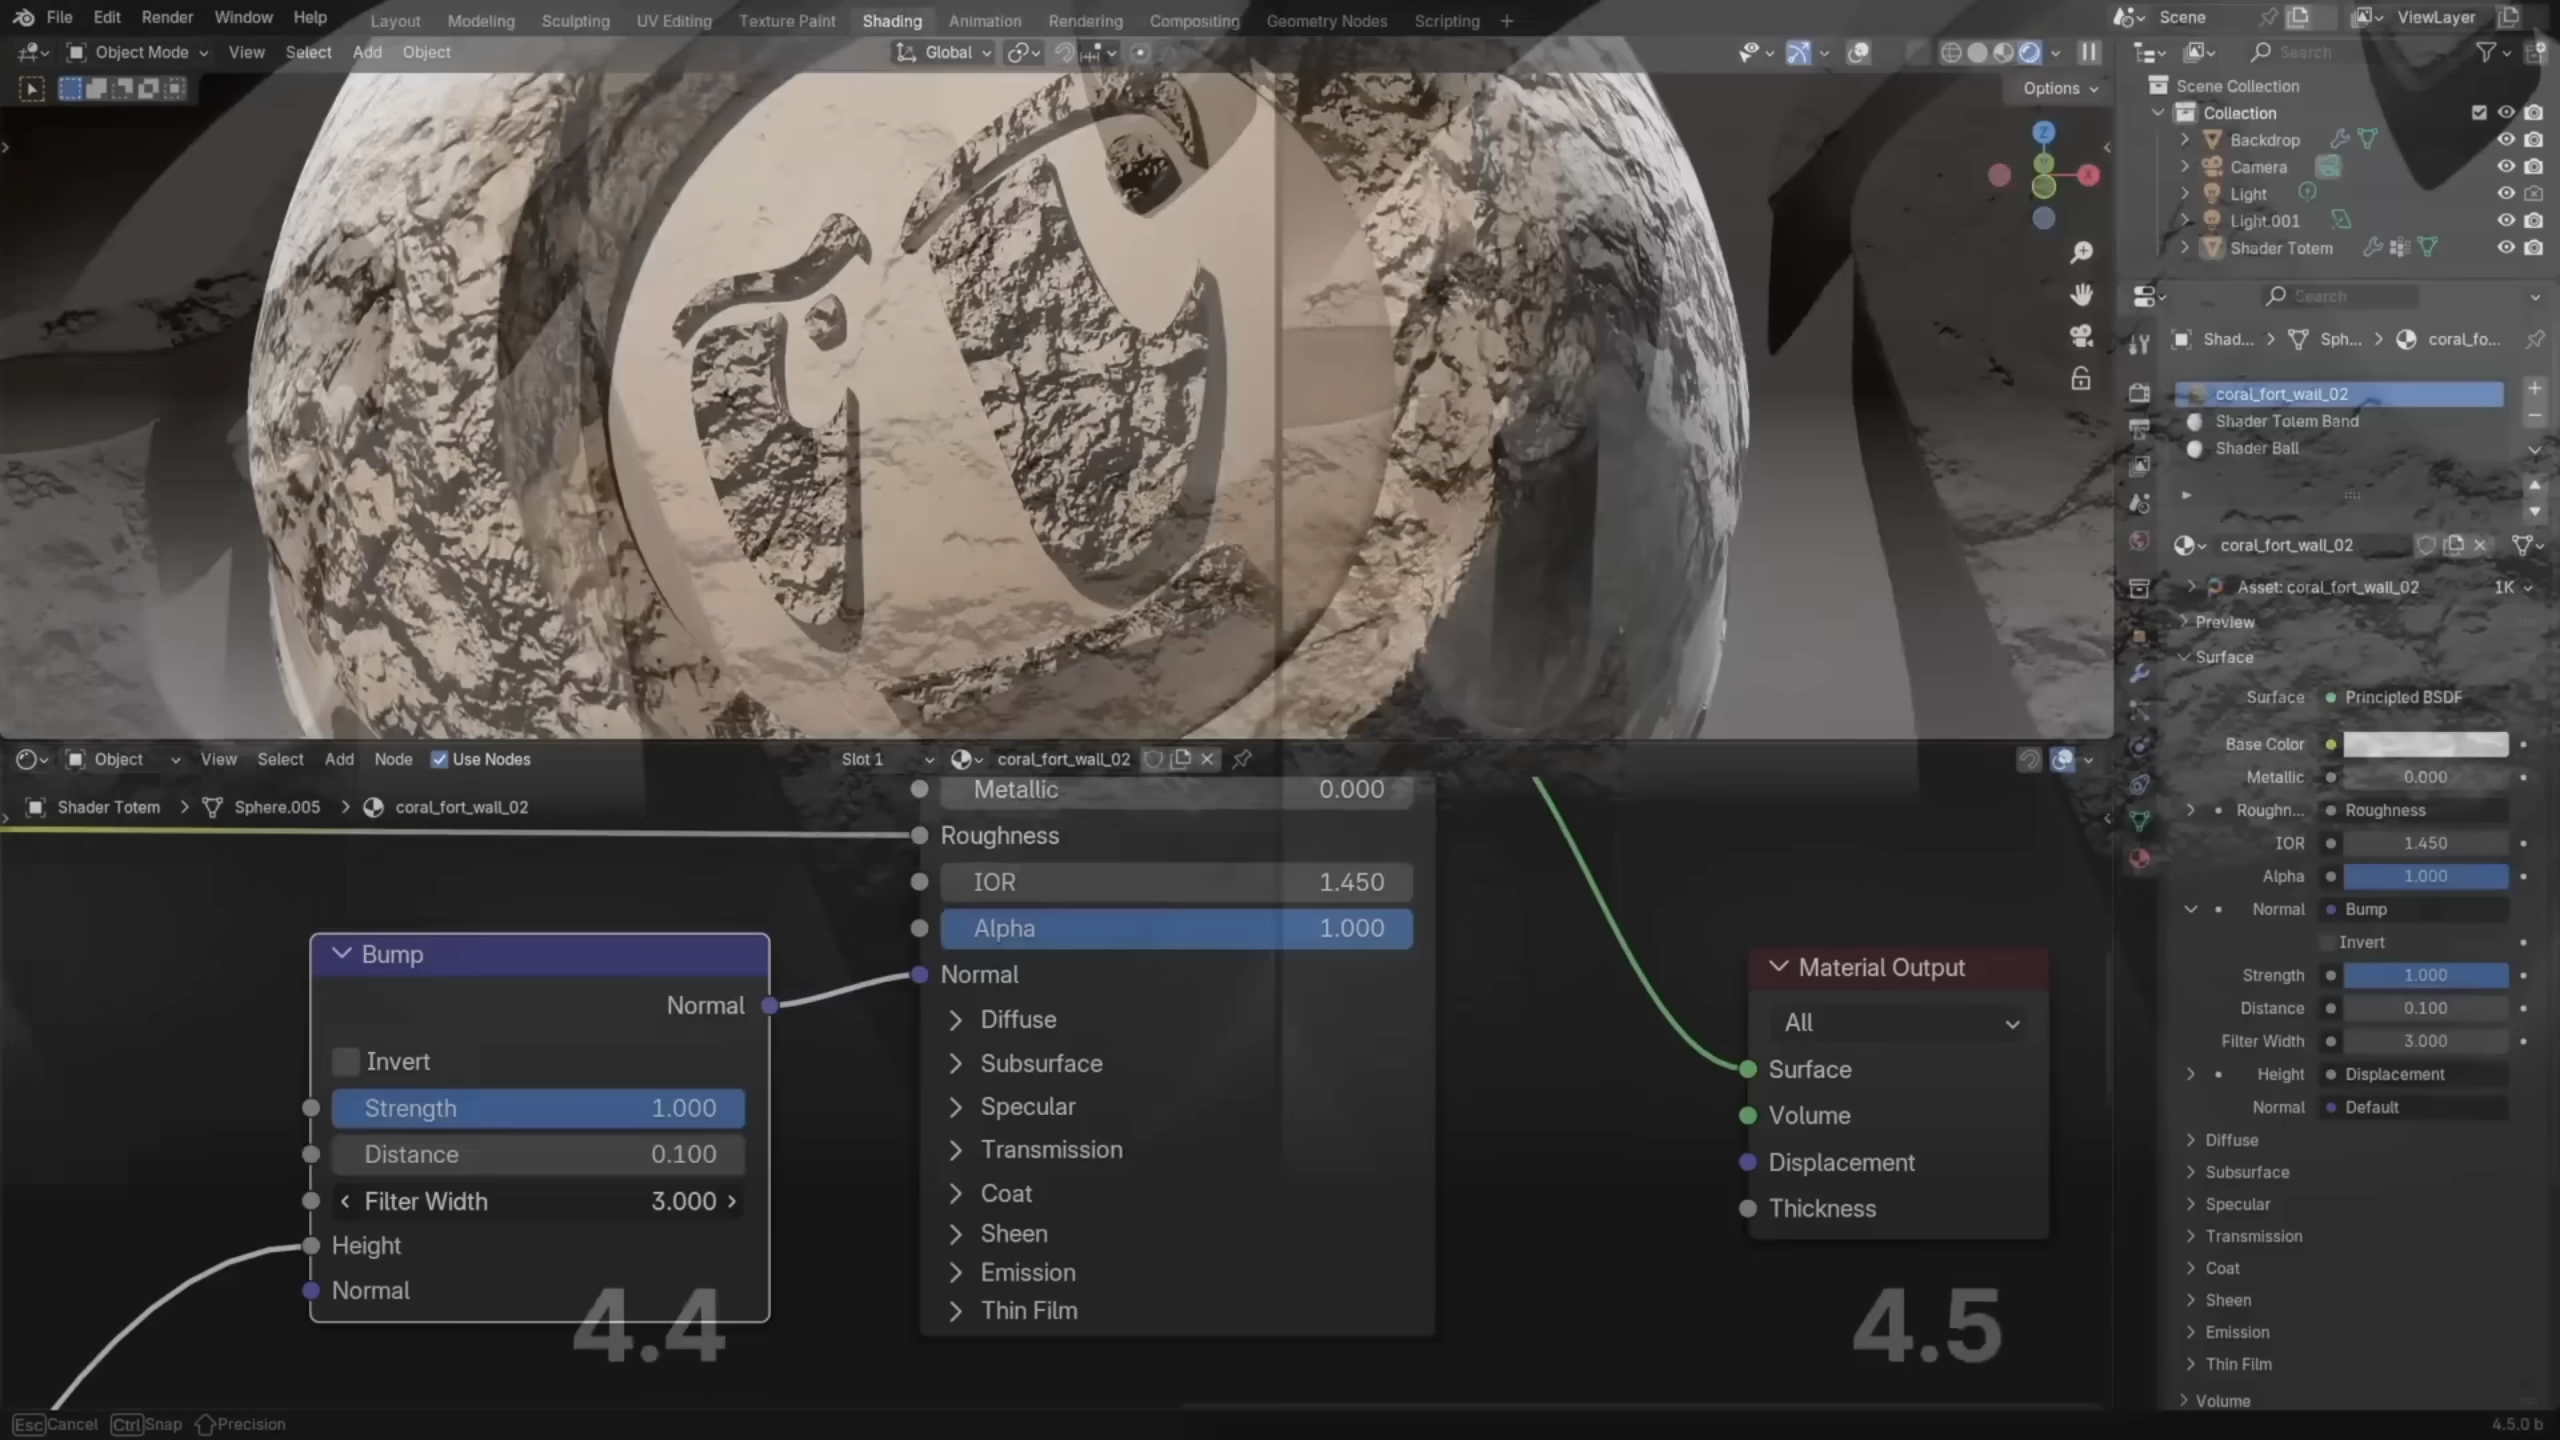 File Edit Render Window Help Layout Modeling Sculpting UV Editing Texture Paint Shading Animation Rendering Compositing Geometry Nodes Scripting + Scene ViewLayer
Object Mode View Select Add Object Global Search
Options
Scene Collection
Collection
Backdrop
Camera
Light
Light.001
Shader Totem
Search
Shad... > Sph... > coral_fo...
coral_fort_wall_02
Shader Totem Band
Shader Ball
coral_fort_wall_02
Asset: coral_fort_wall_02 1K
Preview
Surface
Surface Principled BSDF
Base Color
Metallic 0.000
Roughn... Roughness
IOR 1.450
Alpha 1.000
Normal Bump
Invert
Strength 1.000
Distance 0.100
Filter Width 3.000
Height Displacement
Normal Default
Diffuse
Subsurface
Specular
Transmission
Coat
Sheen
Emission
Thin Film
Volume
Object View Select Add Node Use Nodes Slot 1 coral_fort_wall_02
Shader Totem > Sphere.005 > coral_fort_wall_02
Metallic 0.000
Roughness
IOR 1.450
Alpha 1.000
Normal
Diffuse
Subsurface
Specular
Transmission
Coat
Sheen
Emission
Thin Film
Bump
Normal
Invert
Strength 1.000
Distance 0.100
Filter Width 3.000
Height
Normal
Material Output
All
Surface
Volume
Displacement
Thickness
4.4
4.5
Esc Cancel Ctrl Snap Precision
4.5.0 b
Z